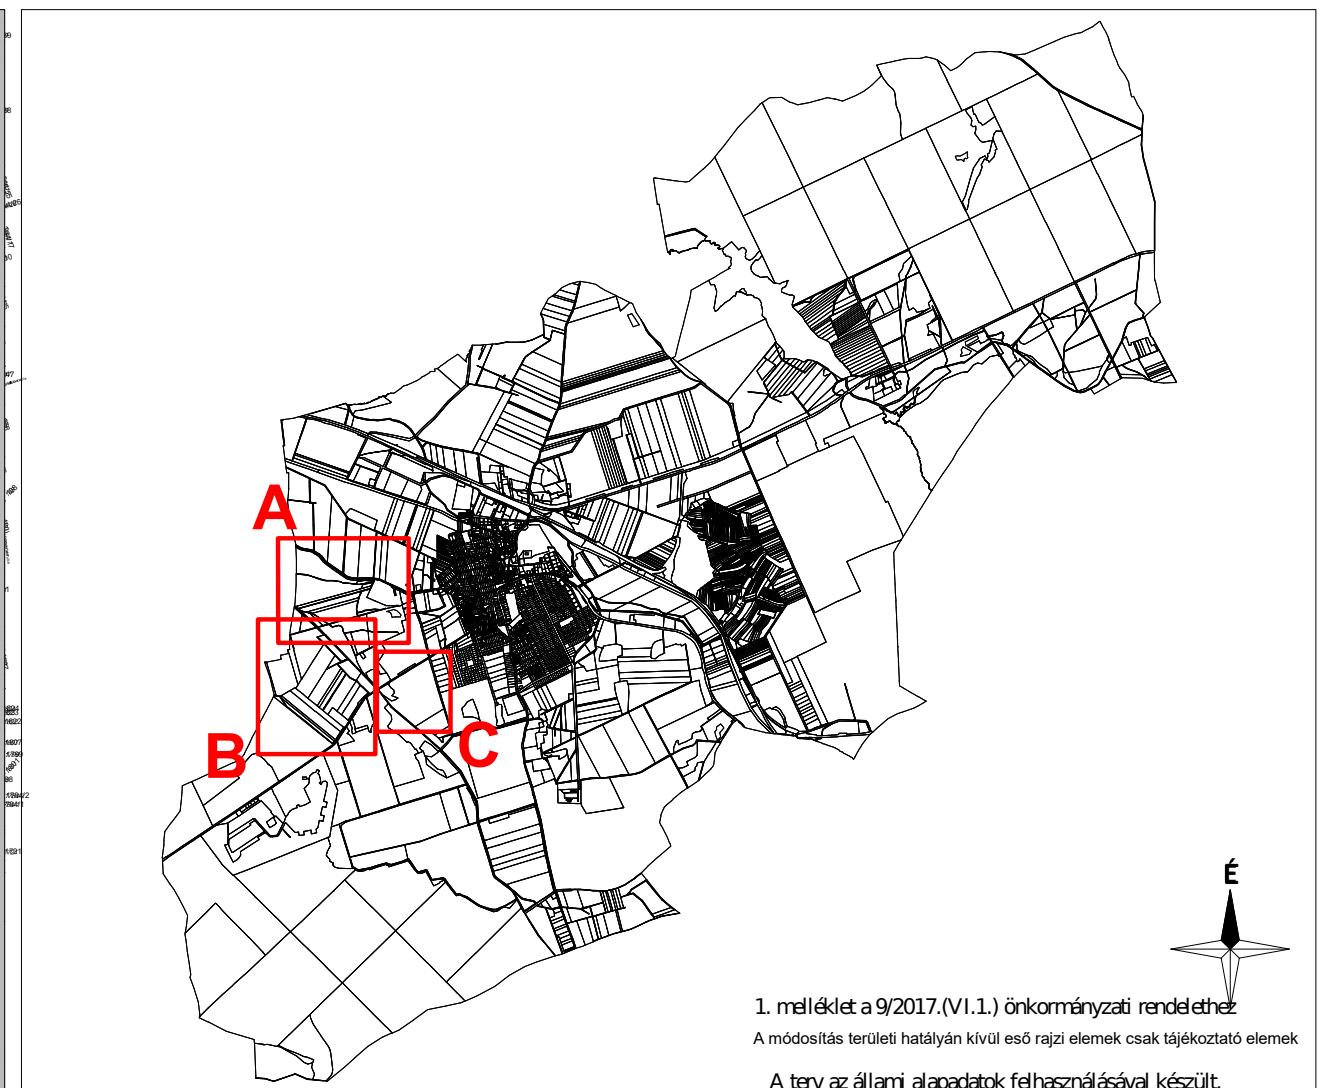 A
B
C
É
1. melléklet a 9/2017.(VI.1.) önkormányzati rendelethez
A módosítás területi hatályán kívül eső rajzi elemek csak tájékoztató elemek
A terv az állami alapadatok felhasználásával készült.